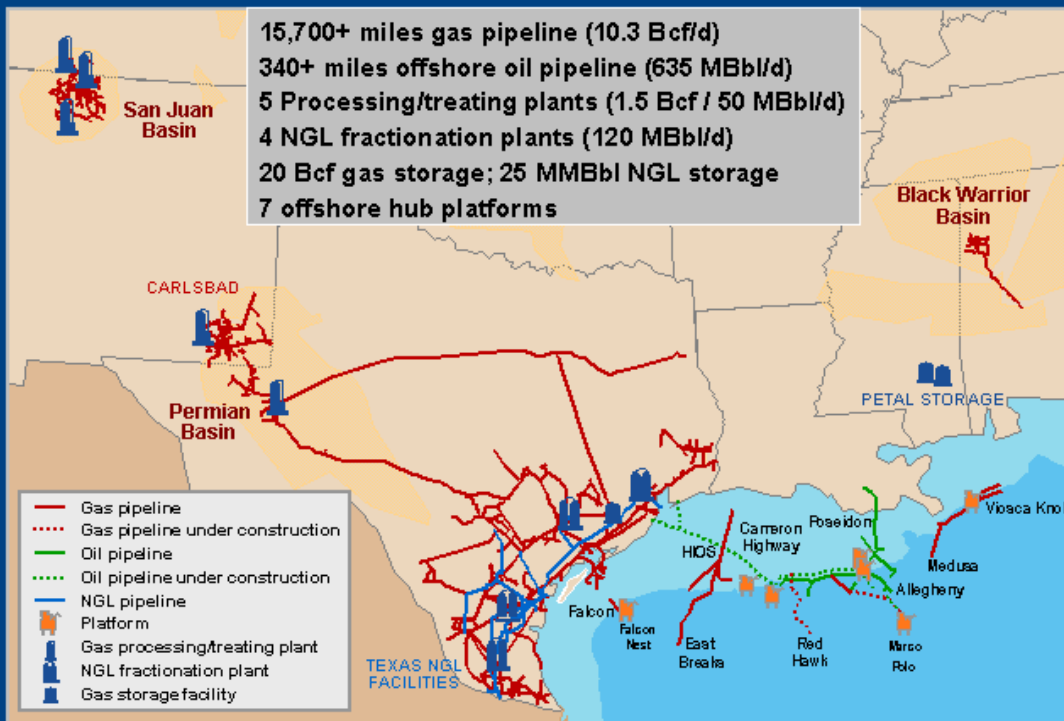 15,700+ miles gas pipeline (10.3 Bcf/d)
340+ miles offshore oil pipeline (635 MBbl/d)
5 Processing/treating plants (1.5 Bcf / 50 MBbl/d)
4 NGL fractionation plants (120 MBbl/d)
20 Bcf gas storage; 25 MMBbl NGL storage
7 offshore hub platforms
San Juan
Basin
Black Warrior
Basin
CARLSBAD
Permian
Basin
PETAL STORAGE
Gas pipeline
Gas pipeline under construction
Oil pipeline
Oil pipeline under construction
NGL pipeline
Platform
Gas processing/treating plant
NGL fractionation plant
Gas storage facility
TEXAS NGL
FACILITIES
Falcon
Falcon
Nest
HIOS
East
Breaks
Cameron
Highway
Red
Hawk
Poseidon
Allegheny
Marco
Polo
Medusa
Viosca Knol